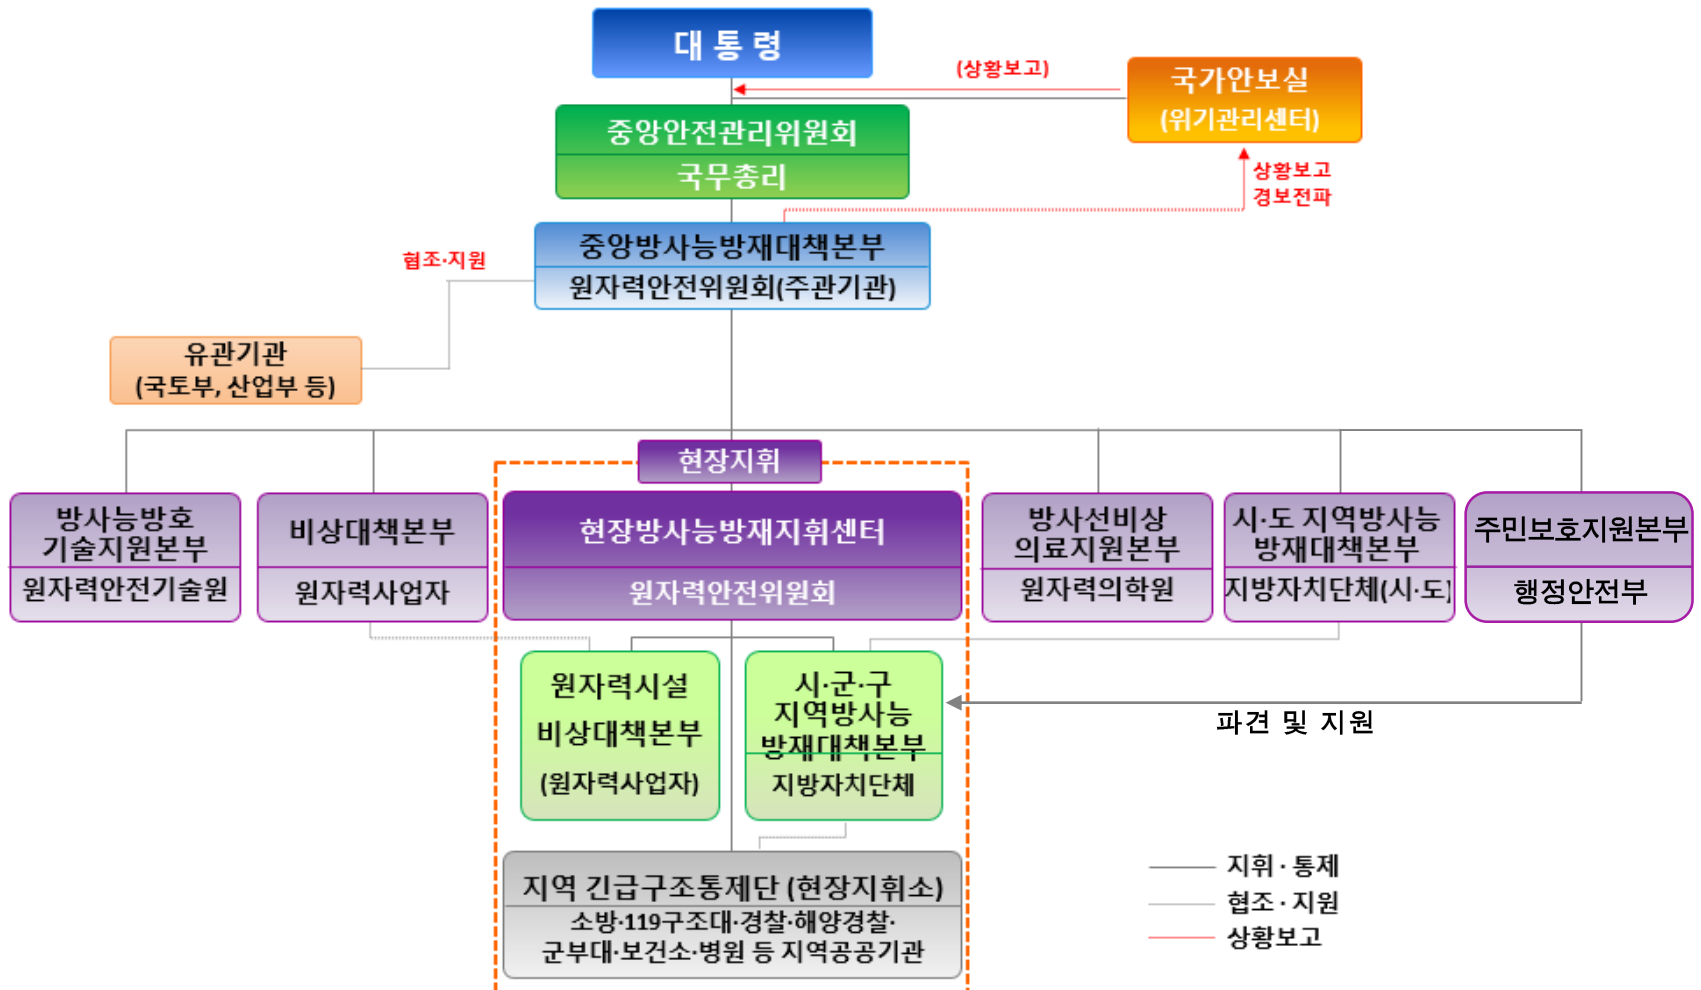 대 통 령
(상황보고)
국가안보실
(위기관리센터)
중앙안전관리위원회
국무총리
상황보고
경보전파
중앙방사능방재대책본부
원자력안전위원회(주관기관)
협조·지원
유관기관
(국토부, 산업부 등)
현장지휘
방사능방호
기술지원본부
원자력안전기술원
비상대책본부
원자력사업자
현장방사능방재지휘센터
원자력안전위원회
방사선비상
의료지원본부
원자력의학원
시·도 지역방사능
방재대책본부
지방자치단체(시·도)
주민보호지원본부
행정안전부
원자력시설
비상대책본부
(원자력사업자)
시·군·구
지역방사능
방재대책본부
지방자치단체
파견 및 지원
지역 긴급구조통제단 (현장지휘소)
소방·119구조대·경찰·해양경찰·
군부대·보건소·병원 등 지역공공기관
지휘 · 통제
협조 · 지원
상황보고